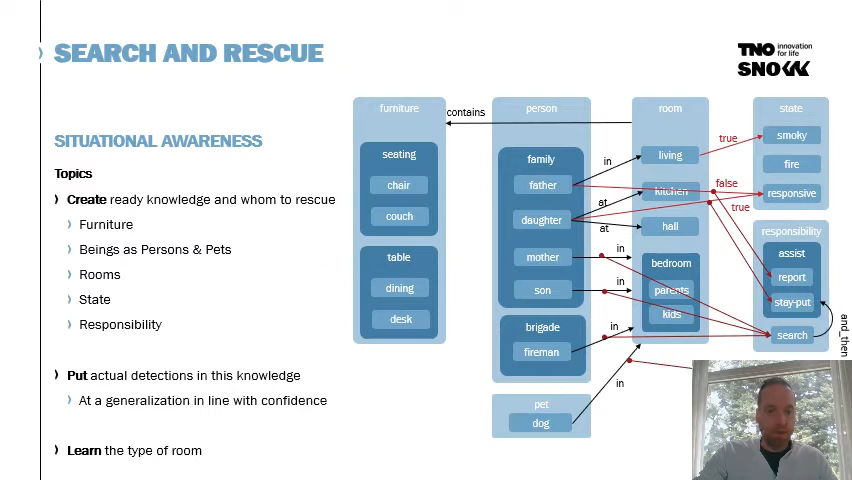 SEARCH AND RESCUE
TNO innovation for life
SNOW
SITUATIONAL AWARENESS
Topics
Create ready knowledge and whom to rescue
Furniture
Beings as Persons & Pets
Rooms
State
Responsibility
Put actual detections in this knowledge
At a generalization in line with confidence
Learn the type of room
furniture
contains
person
room
state
seating
chair
couch
table
dining
desk
family
father
daughter
mother
son
brigade
fireman
pet
dog
in
at
at
in
in
in
in
living
kitchen
hall
bedroom
parents
kids
true
false
true
smoky
fire
responsive
responsibility
assist
report
stay-put
search
and_then